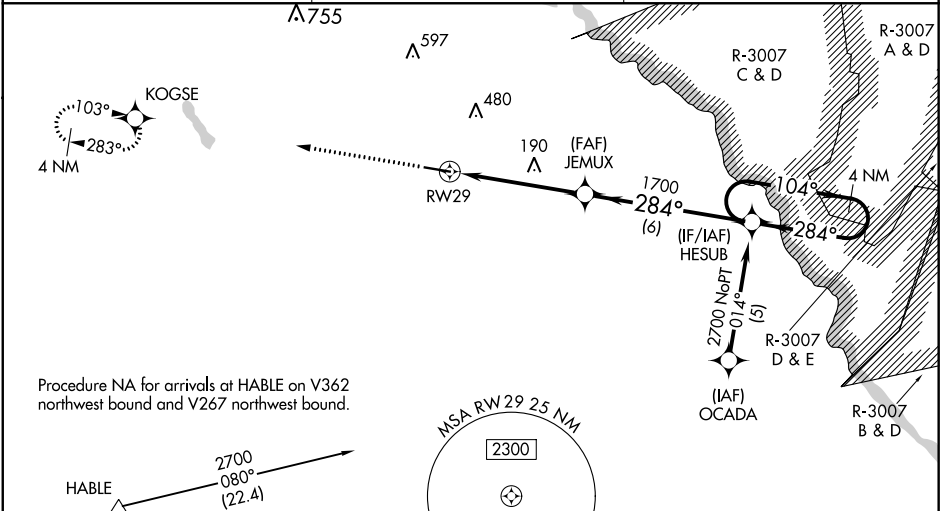 755
597
480
190
KOGSE
103°
283°
4 NM
RW29
(FAF)
JEMUX
1700
284°
(6)
(IF/IAF)
HESUB
104°
4 NM
284°
R-3007
C & D
R-3007
A & D
2700 NoPT
014°
(5)
R-3007
D & E
(IAF)
OCADA
R-3007
B & D
Procedure NA for arrivals at HABLE on V362
northwest bound and V267 northwest bound.
HABLE
2700
080°
(22.4)
MSA RW29 25 NM
2300